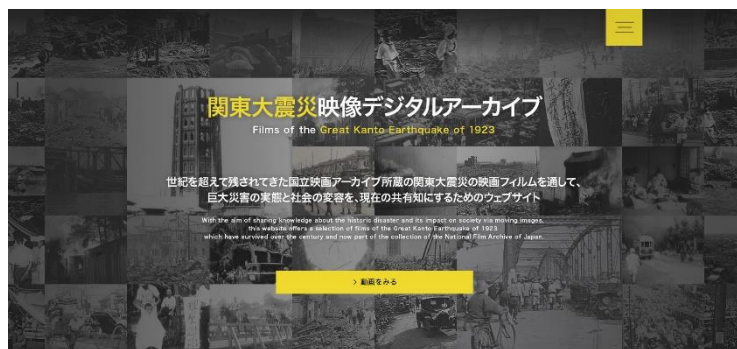 関東大震災映像デジタルアーカイブ
Films of the Great Kanto Earthquake of 1923
世紀を超えて残されてきた国立映画アーカイブ所蔵の関東大震災の映画フィルムを通して、
巨大災害の実態と社会の変容を、現在の共有知にするためのウェブサイト
With the aim of sharing knowledge about the historic disaster and its impact on society via moving images,
this website offers a selection of films of the Great Kanto Earthquake of 1923
which have survived over the century and now part of the collection of the National Film Archive of Japan.
> 動画をみる